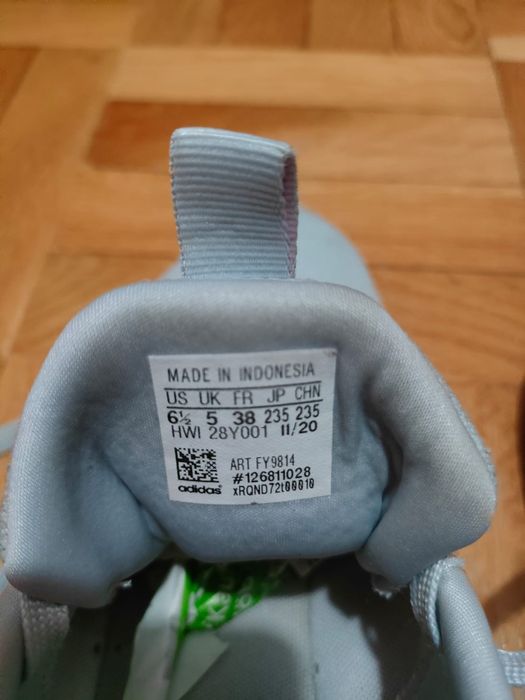 MADE IN INDONESIA
US UK FR JP CHN
6½ 5 38 235 235
HWI 28Y001 11/20
ART FY9814
#126811028
adidas xRQND72t00010